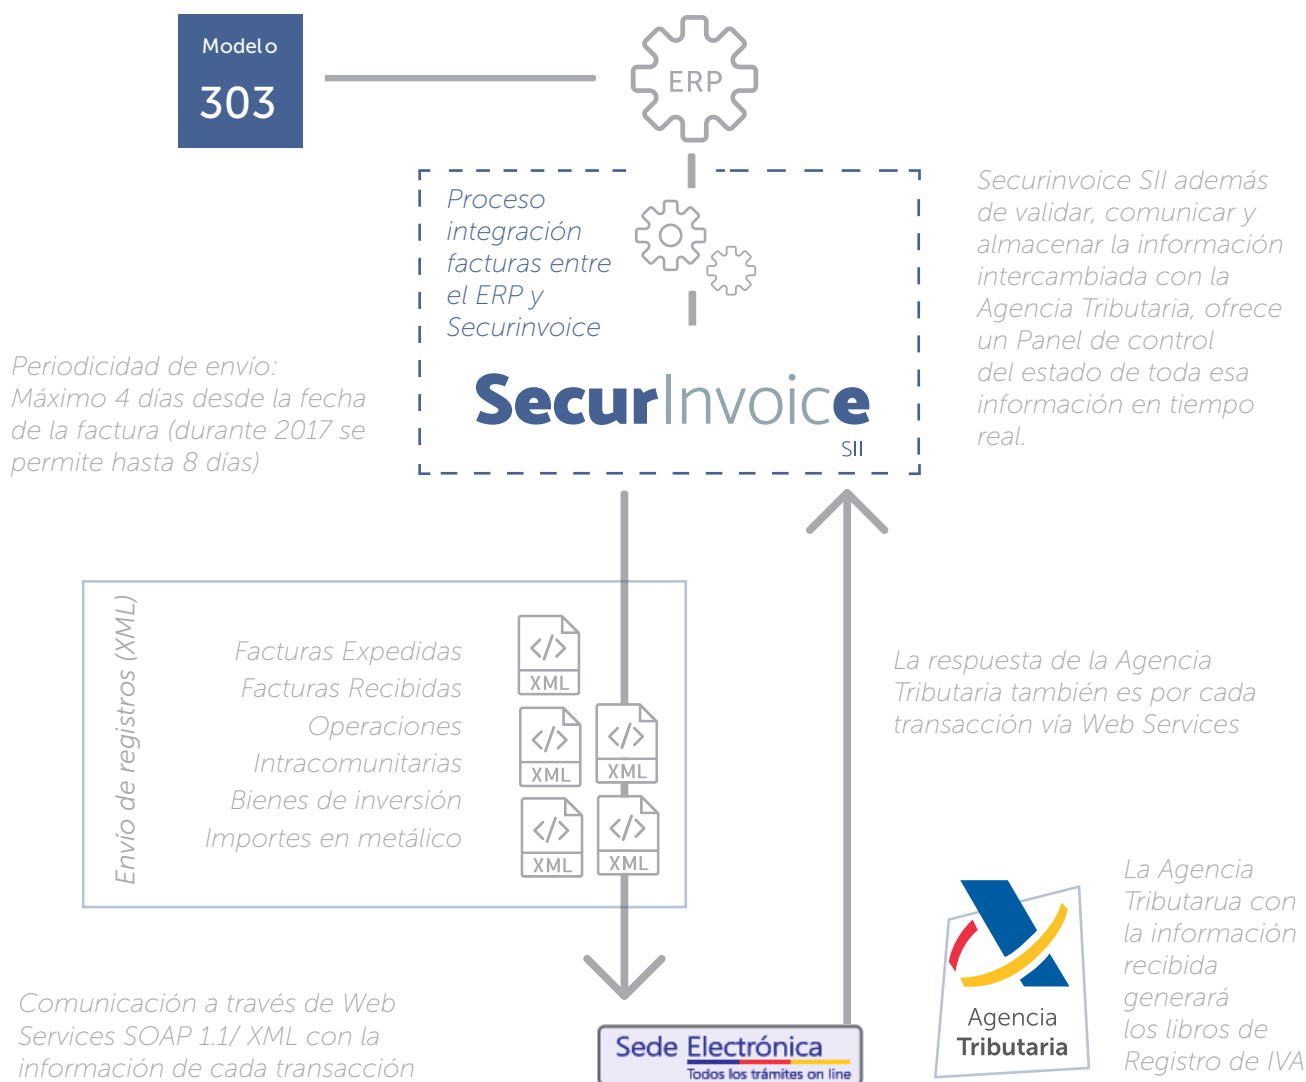 Modelo
303
ERP
Proceso
integración
facturas entre
el ERP y
Securinvoice
SecurInvoice
SII
Securinvoice SII además
de validar, comunicar y
almacenar la información
intercambiada con la
Agencia Tributaria, ofrece
un Panel de control
del estado de toda esa
información en tiempo
real.
Periodicidad de envío:
Máximo 4 días desde la fecha
de la factura (durante 2017 se
permite hasta 8 días)
Envío de registros (XML)
Facturas Expedidas
Facturas Recibidas
Operaciones
Intracomunitarias
Bienes de inversión
Importes en metálico
</>
XML
</>
XML
</>
XML
</>
XML
</>
XML
La respuesta de la Agencia
Tributaria también es por cada
transacción vía Web Services
Comunicación a través de Web
Services SOAP 1.1/ XML con la
información de cada transacción
Sede Electrónica
Todos los trámites on line
Agencia
Tributaria
La Agencia
Tributarua con
la información
recibida
generará
los libros de
Registro de IVA